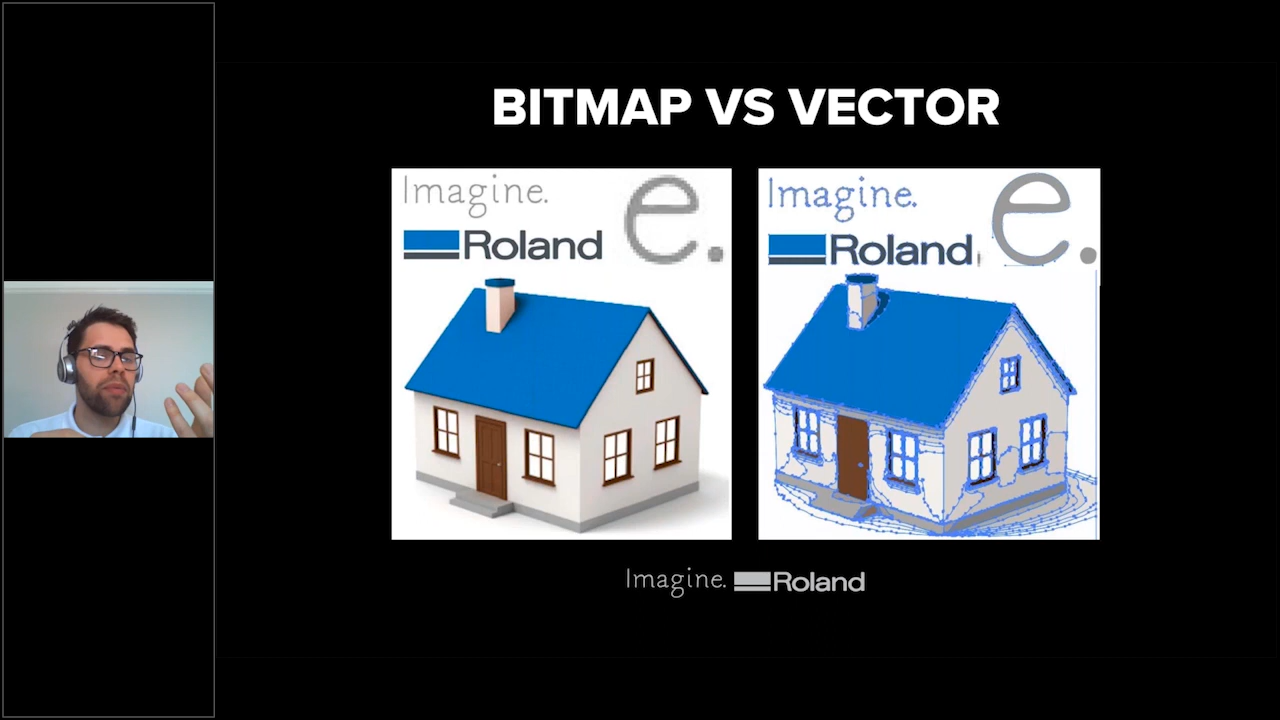 BITMAP VS VECTOR
Imagine.
e.
Roland
Imagine.
e.
Roland
Imagine. Roland